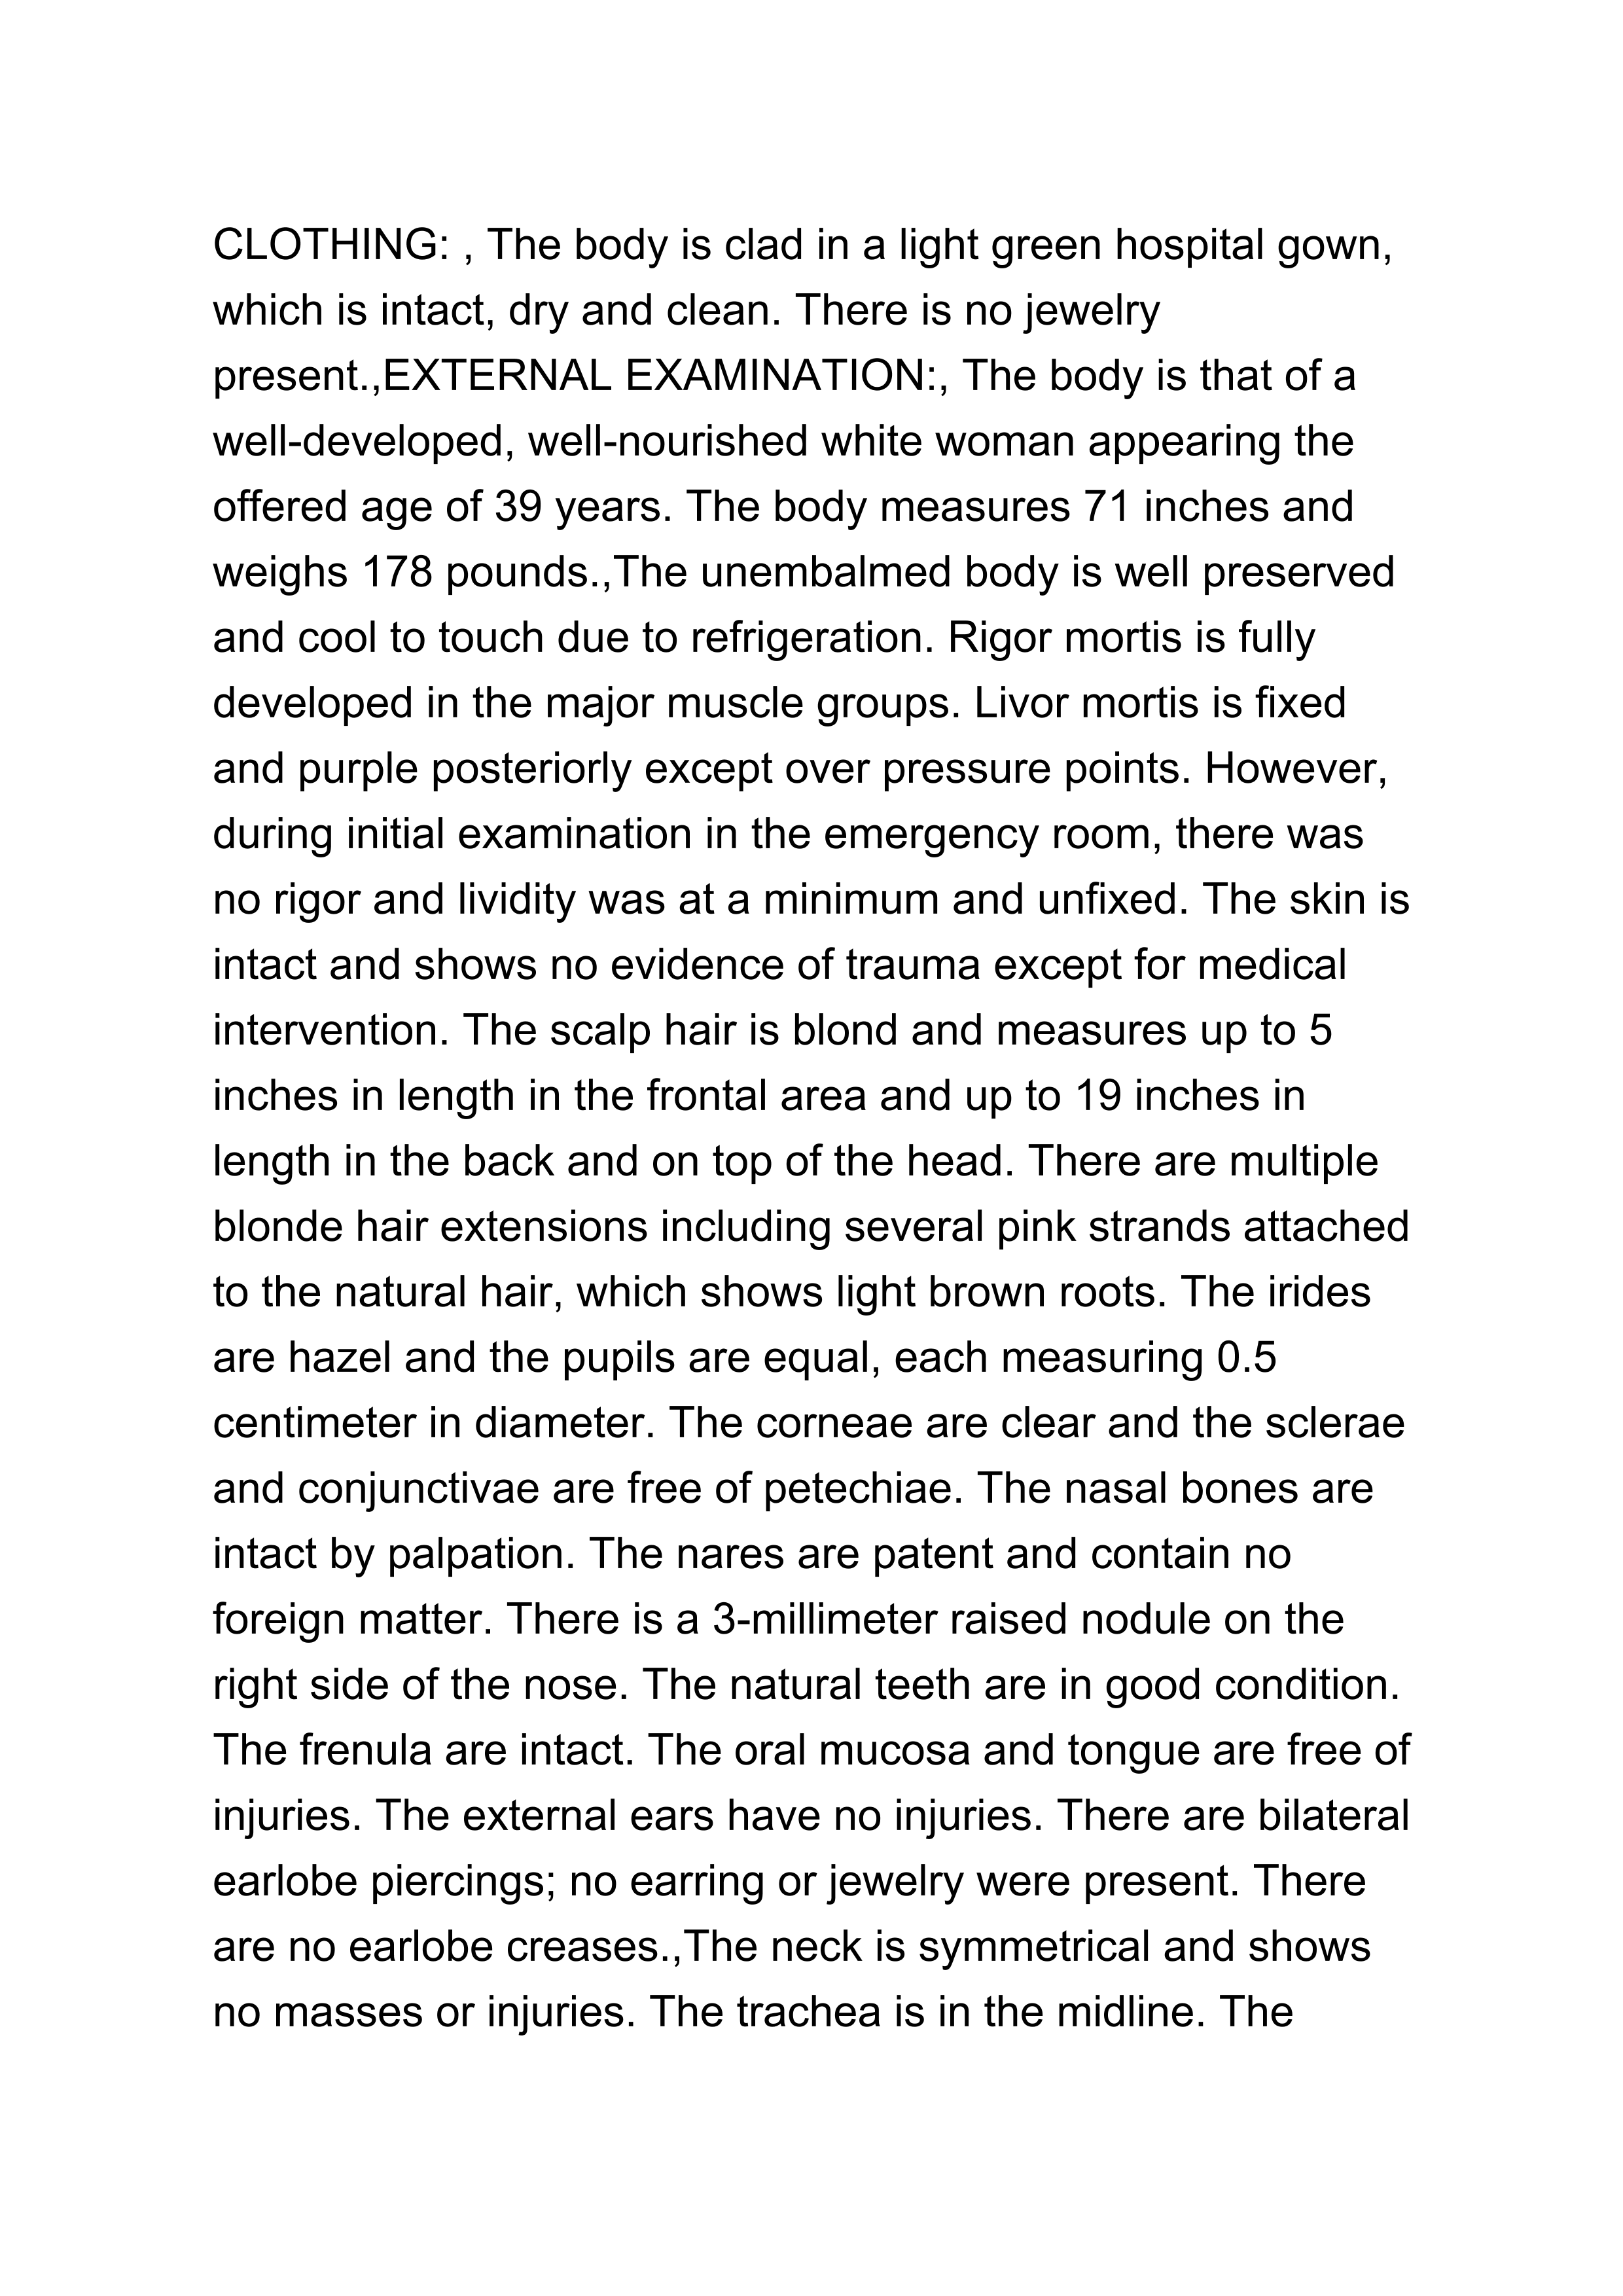 CLOTHING: , The body is clad in a light green hospital gown,
which is intact, dry and clean. There is no jewelry
present.,EXTERNAL EXAMINATION:, The body is that of a
well-developed, well-nourished white woman appearing the
offered age of 39 years. The body measures 71 inches and
weighs 178 pounds.,The unembalmed body is well preserved
and cool to touch due to refrigeration. Rigor mortis is fully
developed in the major muscle groups. Livor mortis is fixed
and purple posteriorly except over pressure points. However,
during initial examination in the emergency room, there was
no rigor and lividity was at a minimum and unfixed. The skin is
intact and shows no evidence of trauma except for medical
intervention. The scalp hair is blond and measures up to 5
inches in length in the frontal area and up to 19 inches in
length in the back and on top of the head. There are multiple
blonde hair extensions including several pink strands attached
to the natural hair, which shows light brown roots. The irides
are hazel and the pupils are equal, each measuring 0.5
centimeter in diameter. The corneae are clear and the sclerae
and conjunctivae are free of petechiae. The nasal bones are
intact by palpation. The nares are patent and contain no
foreign matter. There is a 3-millimeter raised nodule on the
right side of the nose. The natural teeth are in good condition.
The frenula are intact. The oral mucosa and tongue are free of
injuries. The external ears have no injuries. There are bilateral
earlobe piercings; no earring or jewelry were present. There
are no earlobe creases.,The neck is symmetrical and shows
no masses or injuries. The trachea is in the midline. The